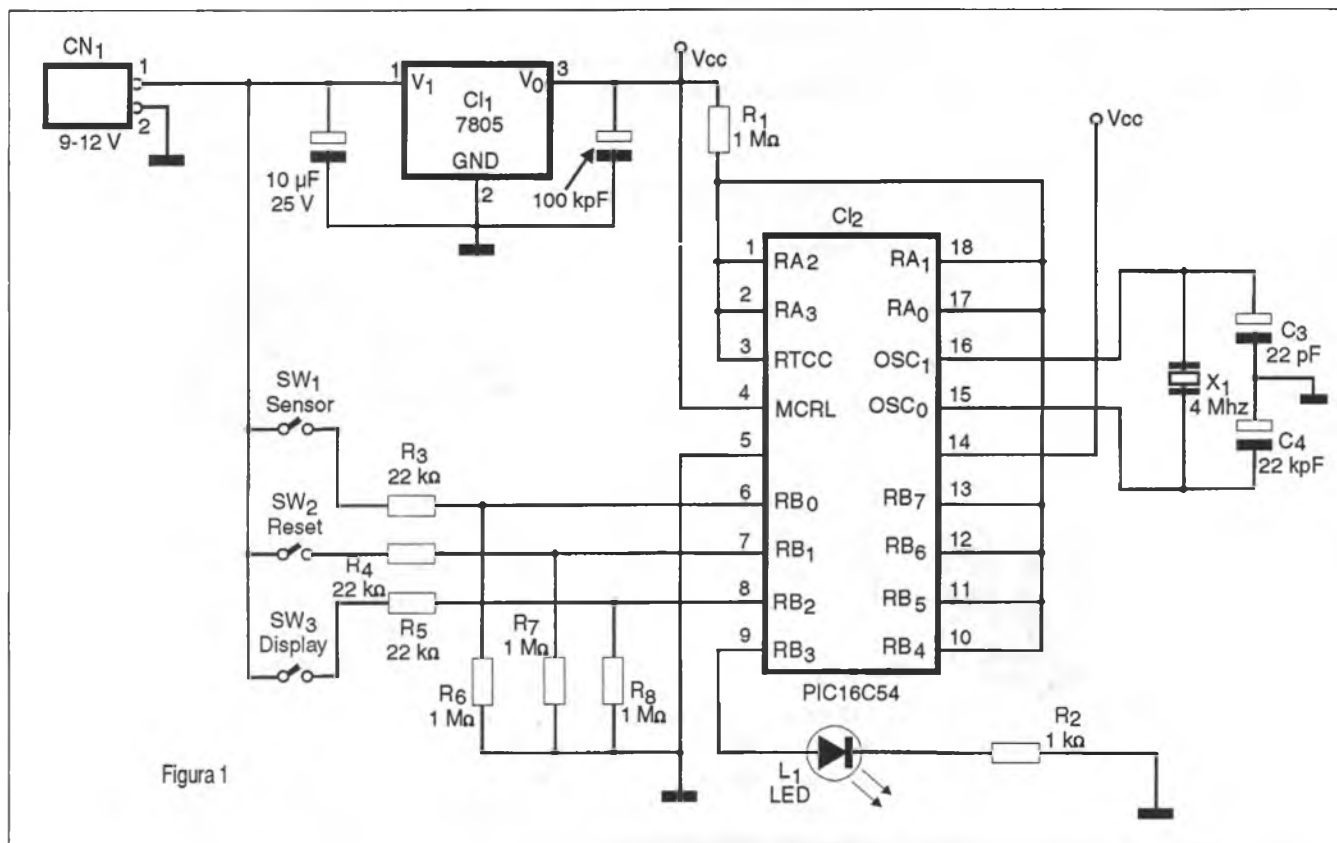 CN1
1
2
9-12 V
10 µF
25 V
1
V1
CI1
7805
V0
3
GND
2
100 kpF
Vcc
R1
1 MΩ
Vcc
CI2
1
RA2
2
RA3
3
RTCC
4
MCRL
5
6
RB0
7
RB1
8
RB2
9
RB3
18
RA1
17
RA0
16
OSC1
15
OSC0
14
13
RB7
12
RB6
11
RB5
10
RB4
PIC16C54
X1
4 Mhz
C3
22 pF
C4
22 kpF
SW1
Sensor
SW2
Reset
SW3
Display
R3
22 kΩ
R4
22 kΩ
R5
22 kΩ
R6
1 MΩ
R7
1 MΩ
R8
1 MΩ
L1
LED
R2
1 kΩ
Figura 1